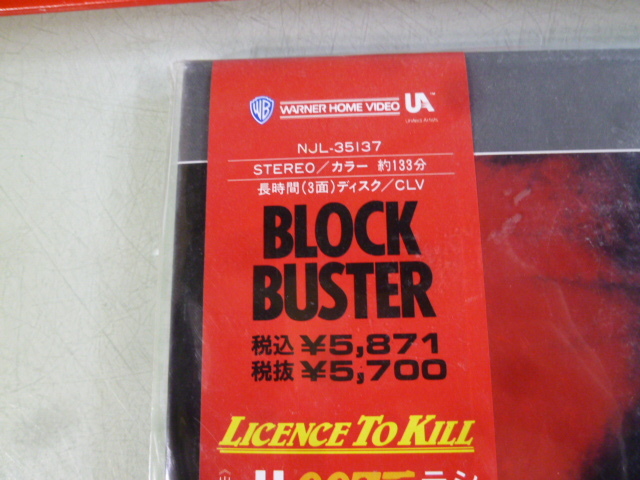 WB WARNER HOME VIDEO UA™
United Artists
NJL-35137
STEREO/カラー 約133分
長時間(3面)ディスク/CLV
BLOCK
BUSTER
税込 ¥5,871
税抜 ¥5,700
LICENCE TO KILL